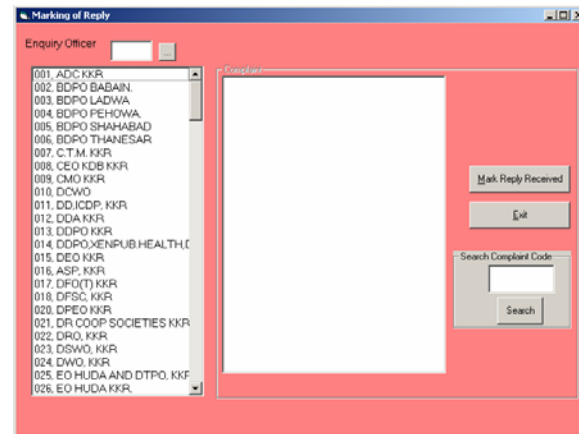 Marking of Reply
Enquiry Officer
...
001, ADC KKR
002, BDPO BABAIN.
003, BDPO LADWA
004, BDPO PEHOWA,
005, BDPO SHAHABAD
006, BDPO THANESAR
007, C.T.M. KKR
008, CEO KDB KKR
009, CMO KKR
010, DCWO
011, DD,ICDP, KKR
012, DDA KKR
013, DDPO KKR
014, DDPO,XENPUB.HEALTH,D
015, DEO KKR
016, ASP, KKR
017, DFO(T) KKR
018, DFSC, KKR
020, DPEO KKR
021, DR COOP SOCIETIES KKR
022, DRO, KKR
023, DSWO, KKR
024, DWO, KKR
025, EO HUDA AND DTPO, KKR
026, EO HUDA KKR,
Complaint
Mark Reply Received
Exit
Search Complaint Code
Search